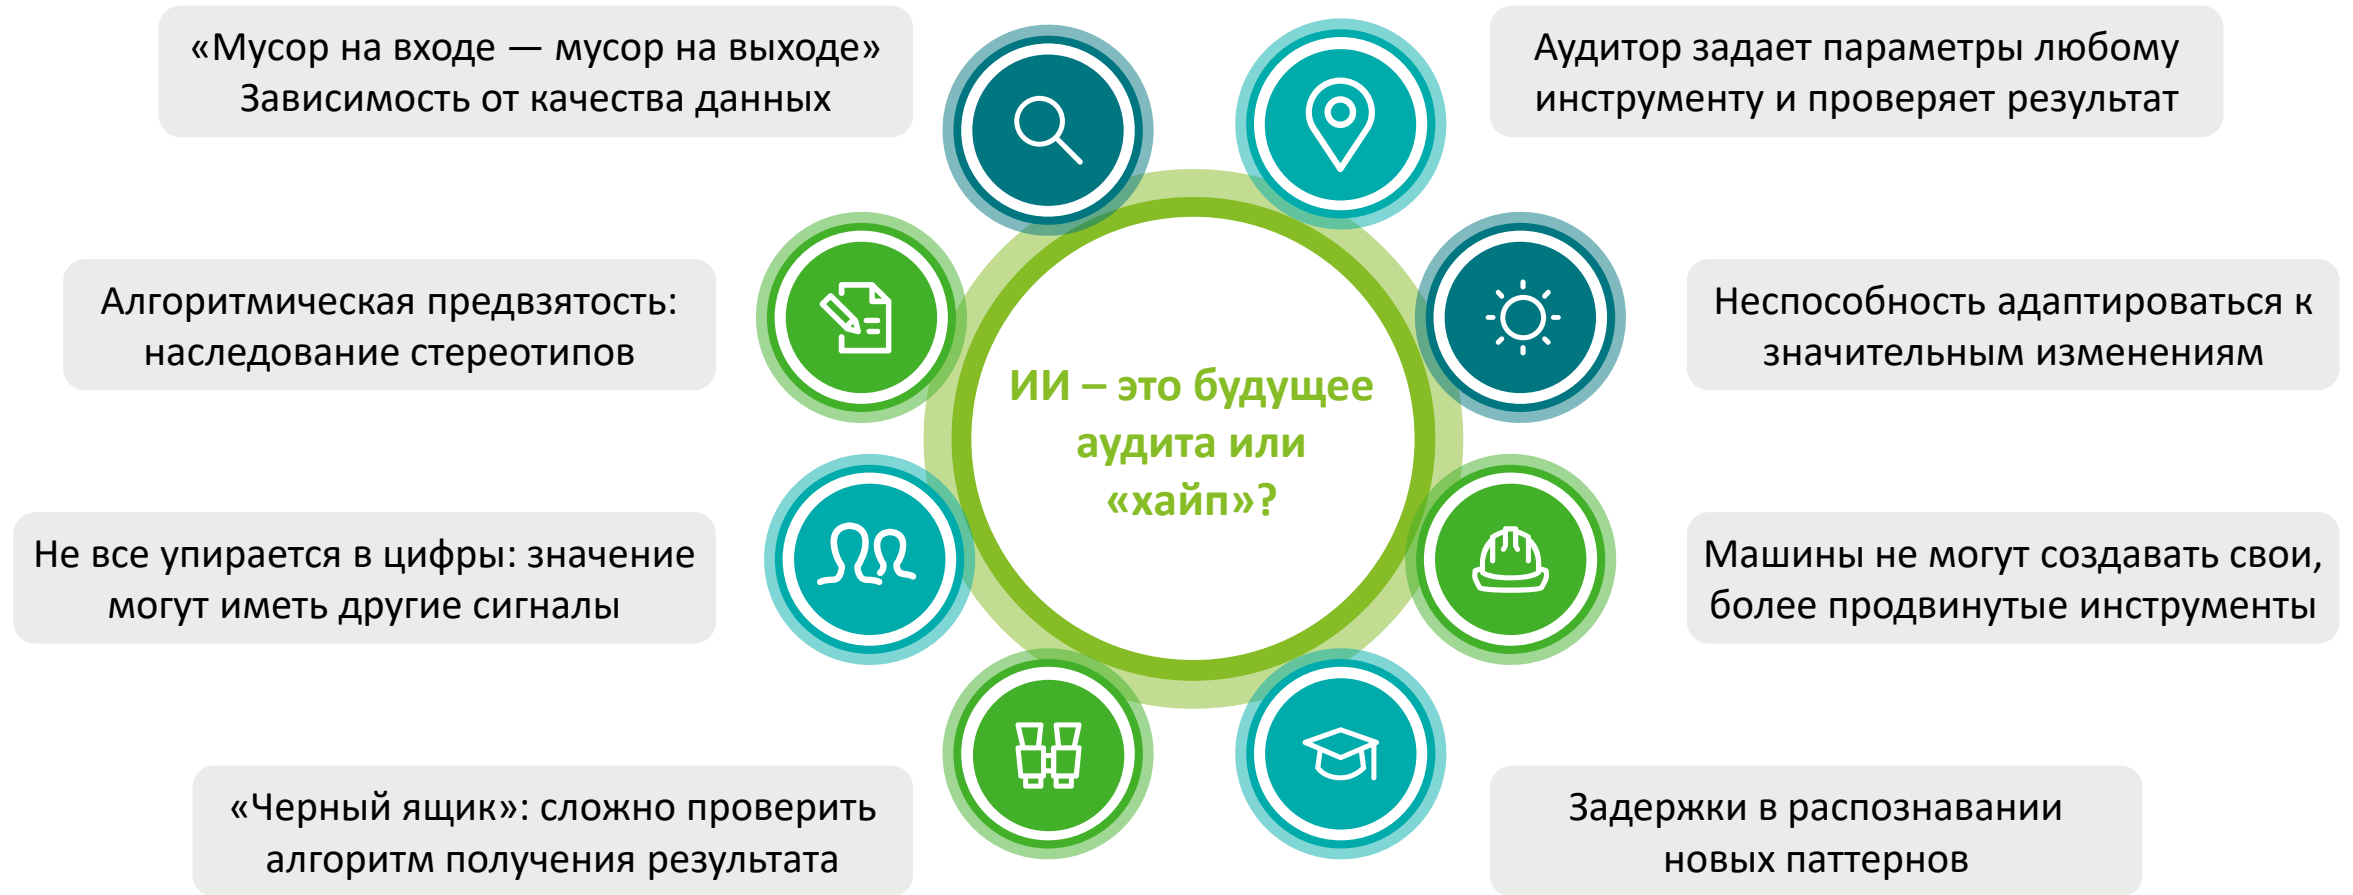 «Мусор на входе — мусор на выходе»
Зависимость от качества данных
Аудитор задает параметры любому
инструменту и проверяет результат
Алгоритмическая предвзятость:
наследование стереотипов
Неспособность адаптироваться к
значительным изменениям
ИИ – это будущее
аудита или
«хайп»?
Не все упирается в цифры: значение
могут иметь другие сигналы
Машины не могут создавать свои,
более продвинутые инструменты
«Черный ящик»: сложно проверить
алгоритм получения результата
Задержки в распознавании
новых паттернов